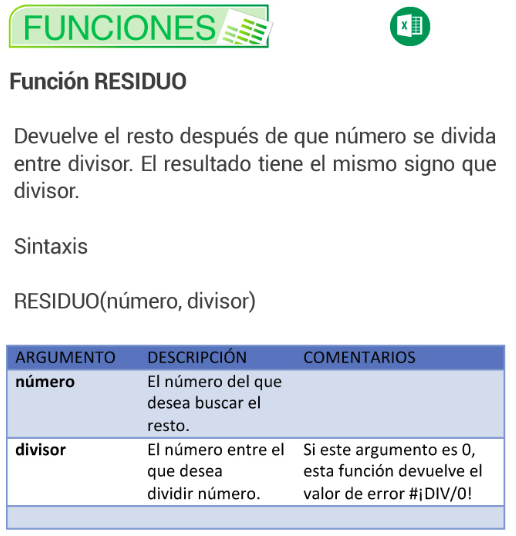 FUNCIONES
X
Función RESIDUO
Devuelve el resto después de que número se divida
entre divisor. El resultado tiene el mismo signo que
divisor.
Sintaxis
RESIDUO(número, divisor)
ARGUMENTO DESCRIPCIÓN COMENTARIOS
número El número del que
desea buscar el
resto.
divisor El número entre el Si este argumento es 0,
que desea esta función devuelve el
dividir número. valor de error #¡DIV/0!